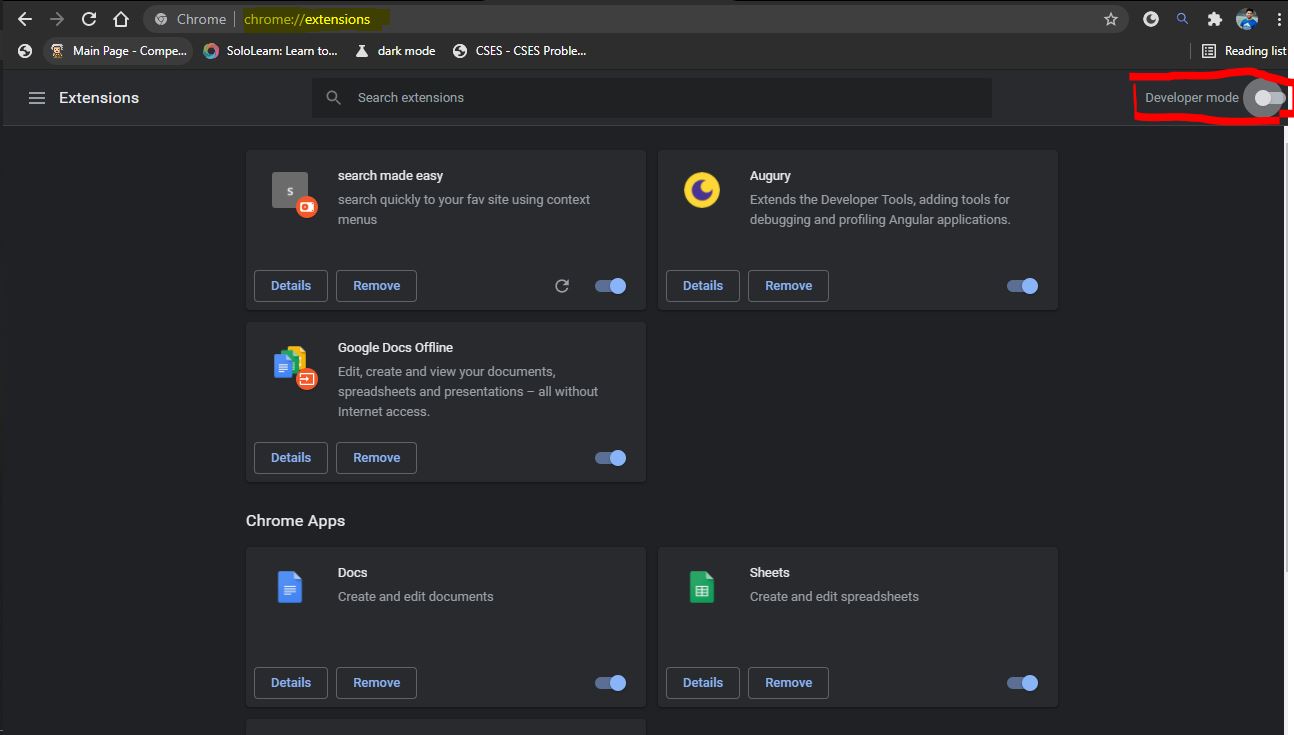 Chrome chrome://extensions
Main Page - Compe... SoloLearn: Learn to... dark mode CSES - CSES Proble... Reading list
Extensions Search extensions Developer mode
s
search made easy
search quickly to your fav site using context
menus
Details Remove
Augury
Extends the Developer Tools, adding tools for
debugging and profiling Angular applications.
Details Remove
Google Docs Offline
Edit, create and view your documents,
spreadsheets and presentations – all without
Internet access.
Details Remove
Chrome Apps
Docs
Create and edit documents
Details Remove
Sheets
Create and edit spreadsheets
Details Remove